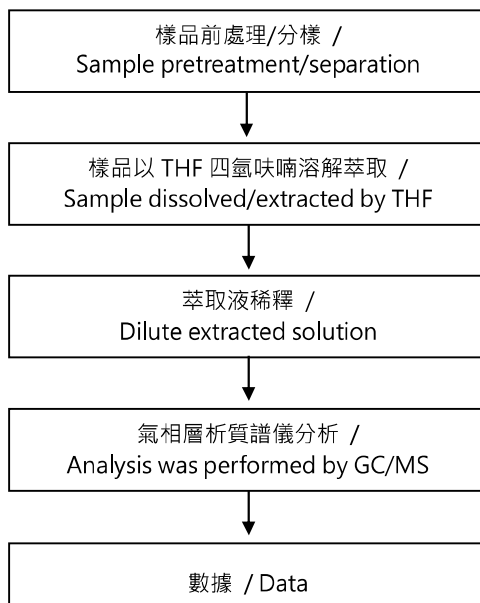 樣品前處理/分樣 /
Sample pretreatment/separation
樣品以 THF 四氫呋喃溶解萃取 /
Sample dissolved/extracted by THF
萃取液稀釋 /
Dilute extracted solution
氣相層析質譜儀分析 /
Analysis was performed by GC/MS
數據 / Data